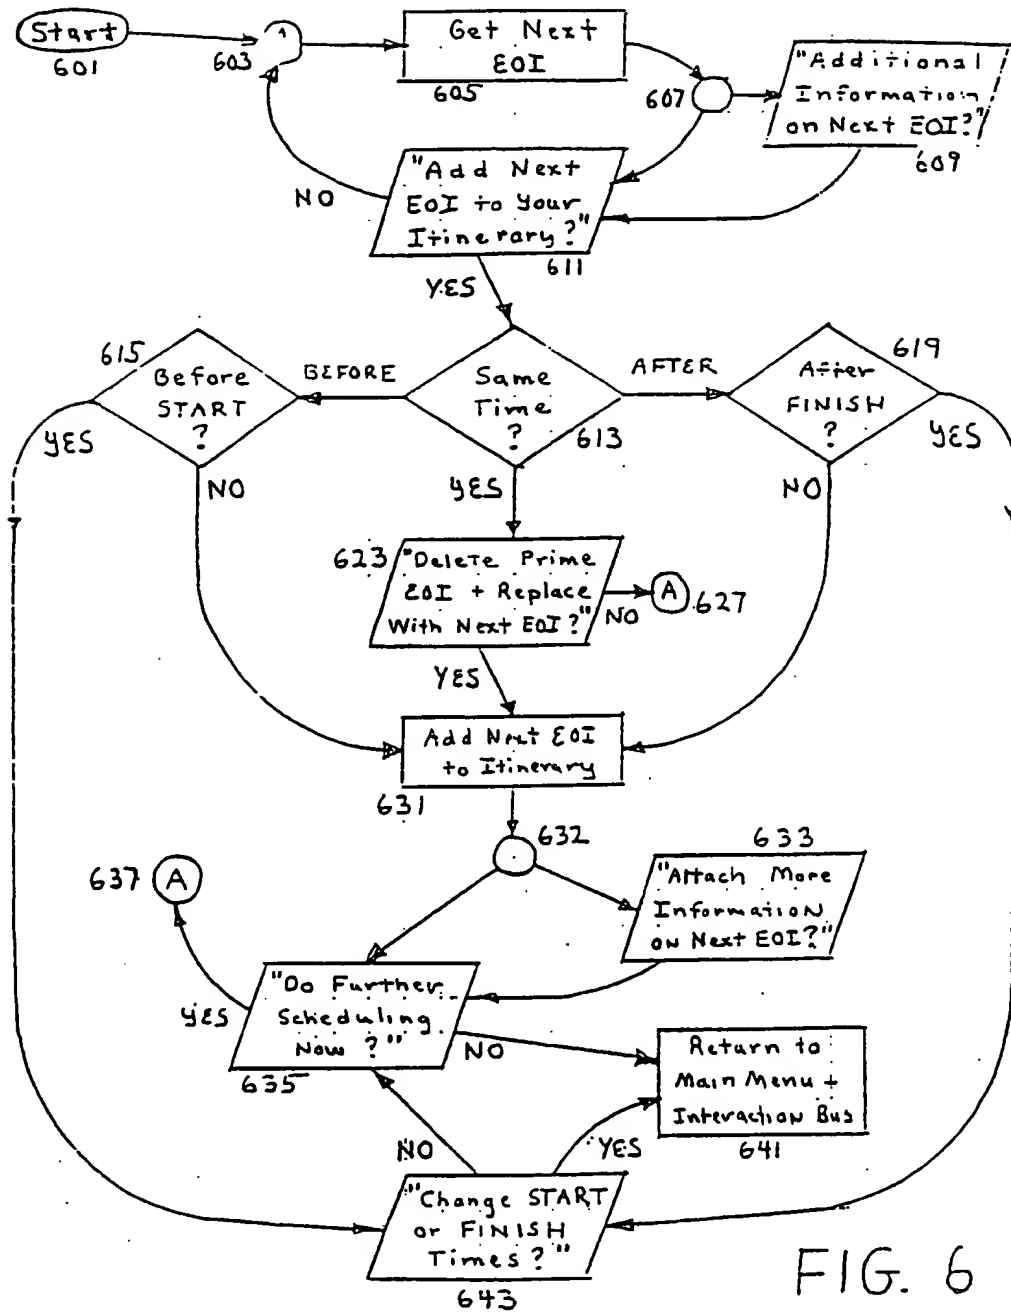 Start
601
603
Get Next
EOI
605
607
"Additional
Information
on Next EOI?"
609
"Add Next
EOI to Your
Itinerary?"
611
NO
YES
615
Before
START
?
YES
NO
BEFORE
Same
Time
?
613
YES
AFTER
619
After
FINISH
?
YES
NO
623
"Delete Prime
EOI + Replace
With Next EOI?"
NO
A
627
YES
Add Next EOI
to Itinerary
631
632
633
"Attach More
Information
on Next EOI?"
637
A
YES
"Do Further
Scheduling
Now?"
635
NO
Return to
Main Menu +
Interaction Bus
641
NO
YES
"Change START
or FINISH
Times?"
643
FIG. 6